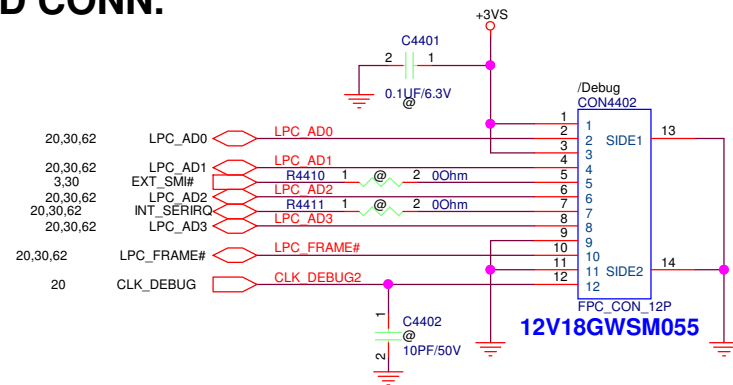 D CONN.
+3VS
C4401
2 1
0.1UF/6.3V
@
/Debug
CON4402
1 1
20,30,62 LPC_AD0 LPC_AD0 2 2 SIDE1 13
3 3
20,30,62 LPC_AD1 LPC_AD1 4 4
3,30 EXT_SMI# R4410 1 @ 2 0Ohm 5 5
20,30,62 LPC_AD2 LPC_AD2 6 6
20,30,62 INT_SERIRQ R4411 1 @ 2 0Ohm 7 7
20,30,62 LPC_AD3 LPC_AD3 8 8
9 9
20,30,62 LPC_FRAME# LPC_FRAME# 10 10
11 11 SIDE2 14
20 CLK_DEBUG CLK_DEBUG2 12 12
FPC_CON_12P
12V18GWSM055
1
C4402
@
10PF/50V
2